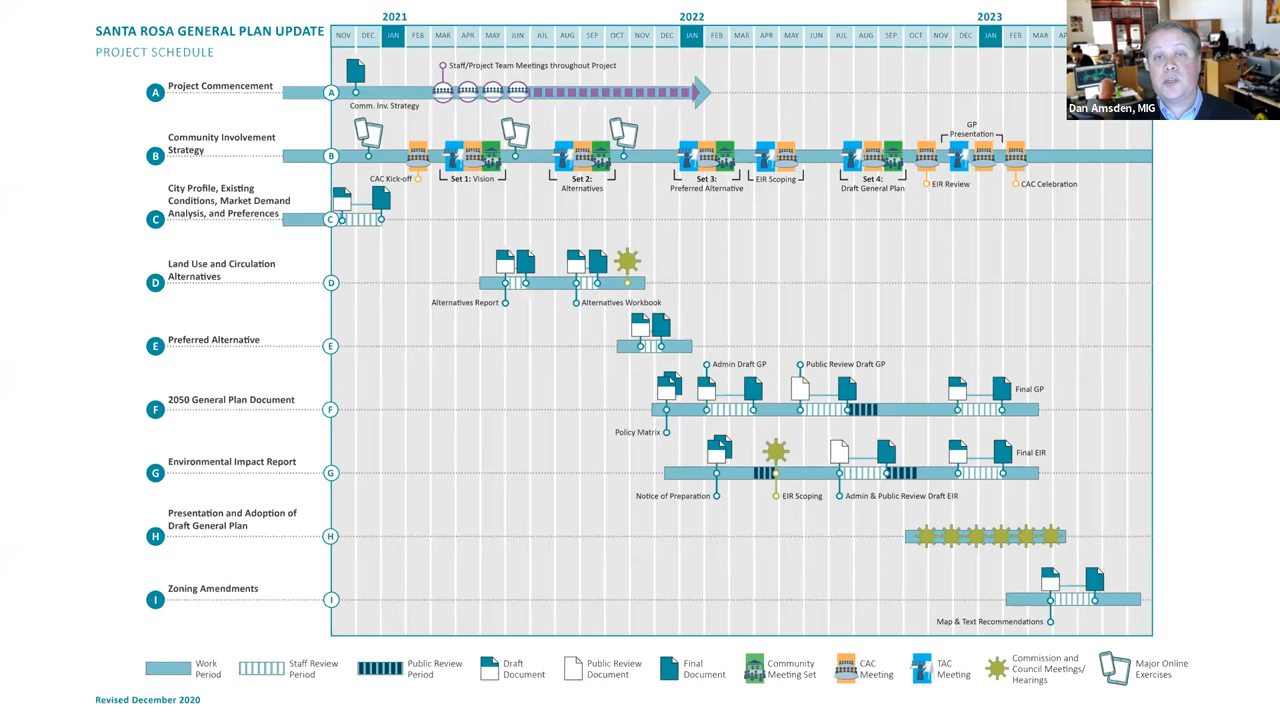 2021
2022
2023
SANTA ROSA GENERAL PLAN UPDATE
PROJECT SCHEDULE
NOV DEC JAN FEB MAR APR MAY JUN JUL AUG SEP OCT NOV DEC JAN FEB MAR APR MAY JUN JUL AUG SEP OCT NOV DEC JAN FEB MAR
Dan Amsden, MIG
Staff/Project Team Meetings throughout Project
A Project Commencement A
Comm. Inv. Strategy
GP
Presentation
B Community Involvement
Strategy B
CAC Kick-off
Set 1: Vision
Set 2:
Alternatives
Set 3:
Preferred Alternative
EIR Scoping
Set 4:
Draft General Plan
EIR Review
CAC Celebration
C City Profile, Existing
Conditions, Market Demand
Analysis, and Preferences C
D Land Use and Circulation
Alternatives D
Alternatives Report
Alternatives Workbook
E Preferred Alternative E
Admin Draft GP
Public Review Draft GP
F 2050 General Plan Document F
Final GP
Policy Matrix
G Environmental Impact Report G
Final EIR
Notice of Preparation
EIR Scoping
Admin & Public Review Draft EIR
H Presentation and Adoption of
Draft General Plan H
I Zoning Amendments I
Map & Text Recommendations
Work
Period
Staff Review
Period
Public Review
Period
Draft
Document
Public Review
Document
Final
Document
Community
Meeting Set
CAC
Meeting
TAC
Meeting
Commission and
Council Meetings/
Hearings
Major Online
Exercises
Revised December 2020